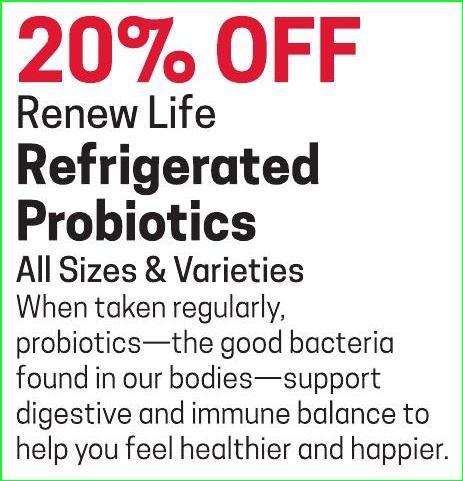 20% OFF
Renew Life
Refrigerated
Probiotics
All Sizes & Varieties
When taken regularly,
probiotics—the good bacteria
found in our bodies—support
digestive and immune balance to
help you feel healthier and happier.